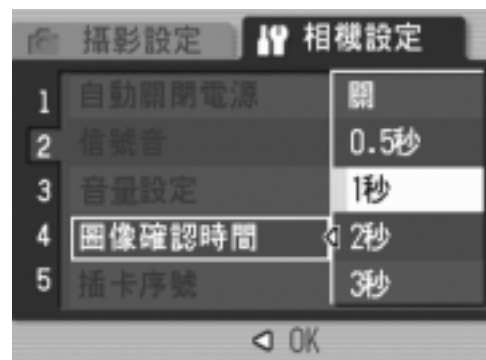 攝影設定 相機設定
1 自動關閉電源 關
2 信號音 0.5秒
3 音量設定 1秒
4 圖像確認時間 2秒
5 插卡序號 3秒
OK